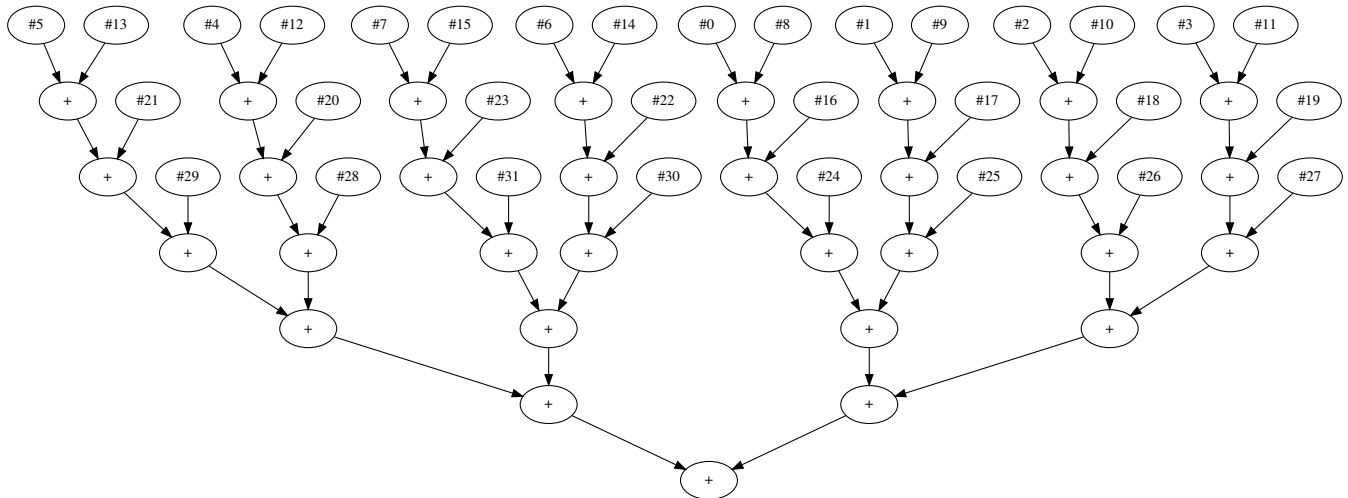 #5 #13 #4 #12 #7 #15 #6 #14 #0 #8 #1 #9 #2 #10 #3 #11
+ #21 + #20 + #23 + #22 + #16 + #17 + #18 + #19
+ #29 + #28 + #31 + #30 + #24 + #25 + #26 + #27
+ + + + + + + +
+ + + +
+ +
+